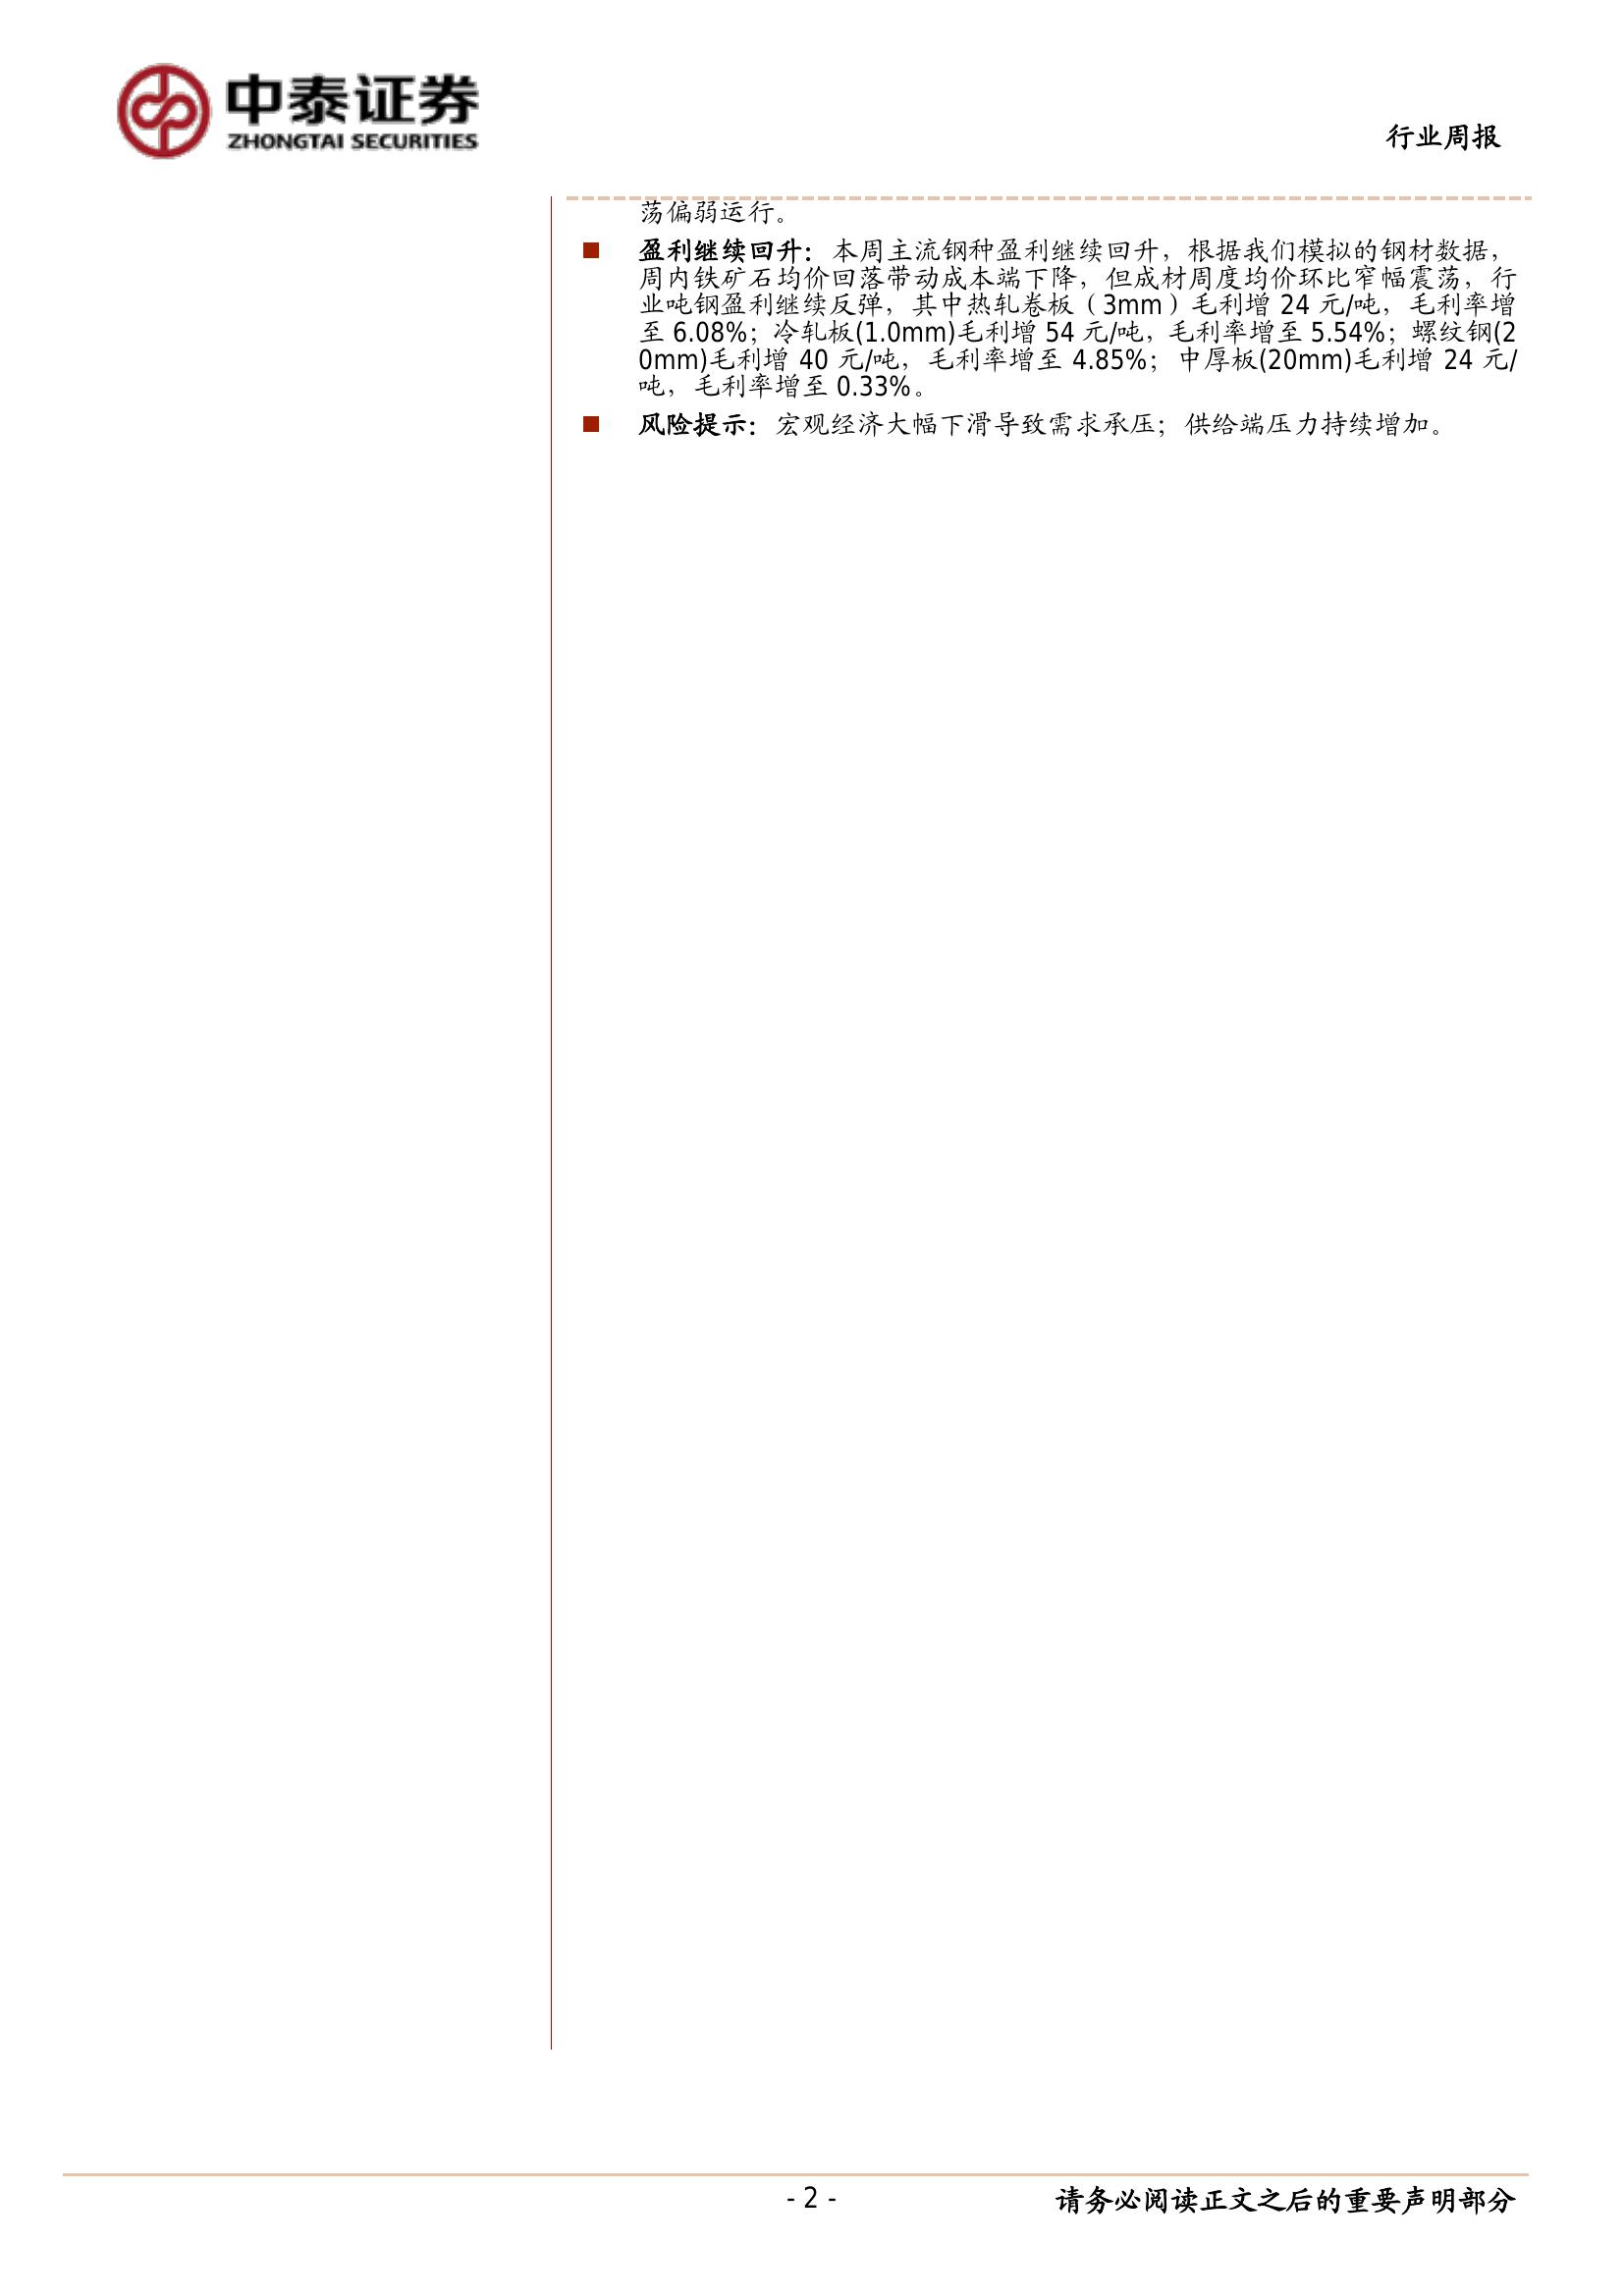 中泰证券
ZHONGTAI SECURITIES
行业周报
荡偏弱运行。
■ 盈利继续回升：本周主流钢种盈利继续回升，根据我们模拟的钢材数据，
周内铁矿石均价回落带动成本端下降，但成材周度均价环比窄幅震荡，行
业吨钢盈利继续反弹，其中热轧卷板（3mm）毛利增 24 元/吨，毛利率增
至 6.08%；冷轧板(1.0mm)毛利增 54 元/吨，毛利率增至 5.54%；螺纹钢(2
0mm)毛利增 40 元/吨，毛利率增至 4.85%；中厚板(20mm)毛利增 24 元/
吨，毛利率增至 0.33%。
■ 风险提示：宏观经济大幅下滑导致需求承压；供给端压力持续增加。
- 2 -
请务必阅读正文之后的重要声明部分